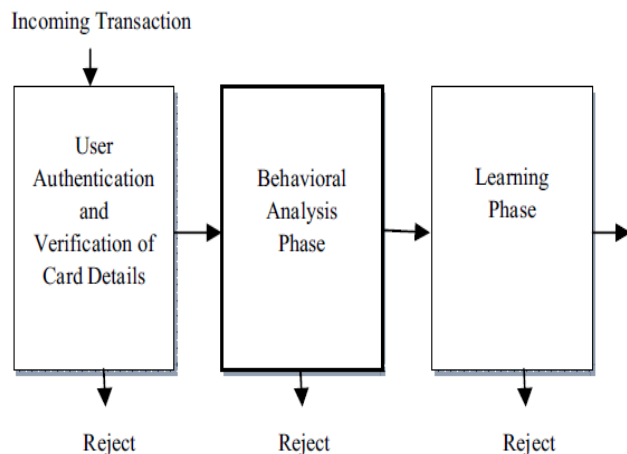 Incoming Transaction
User
Authentication
and
Verification of
Card Details
Behavioral
Analysis
Phase
Learning
Phase
Reject
Reject
Reject